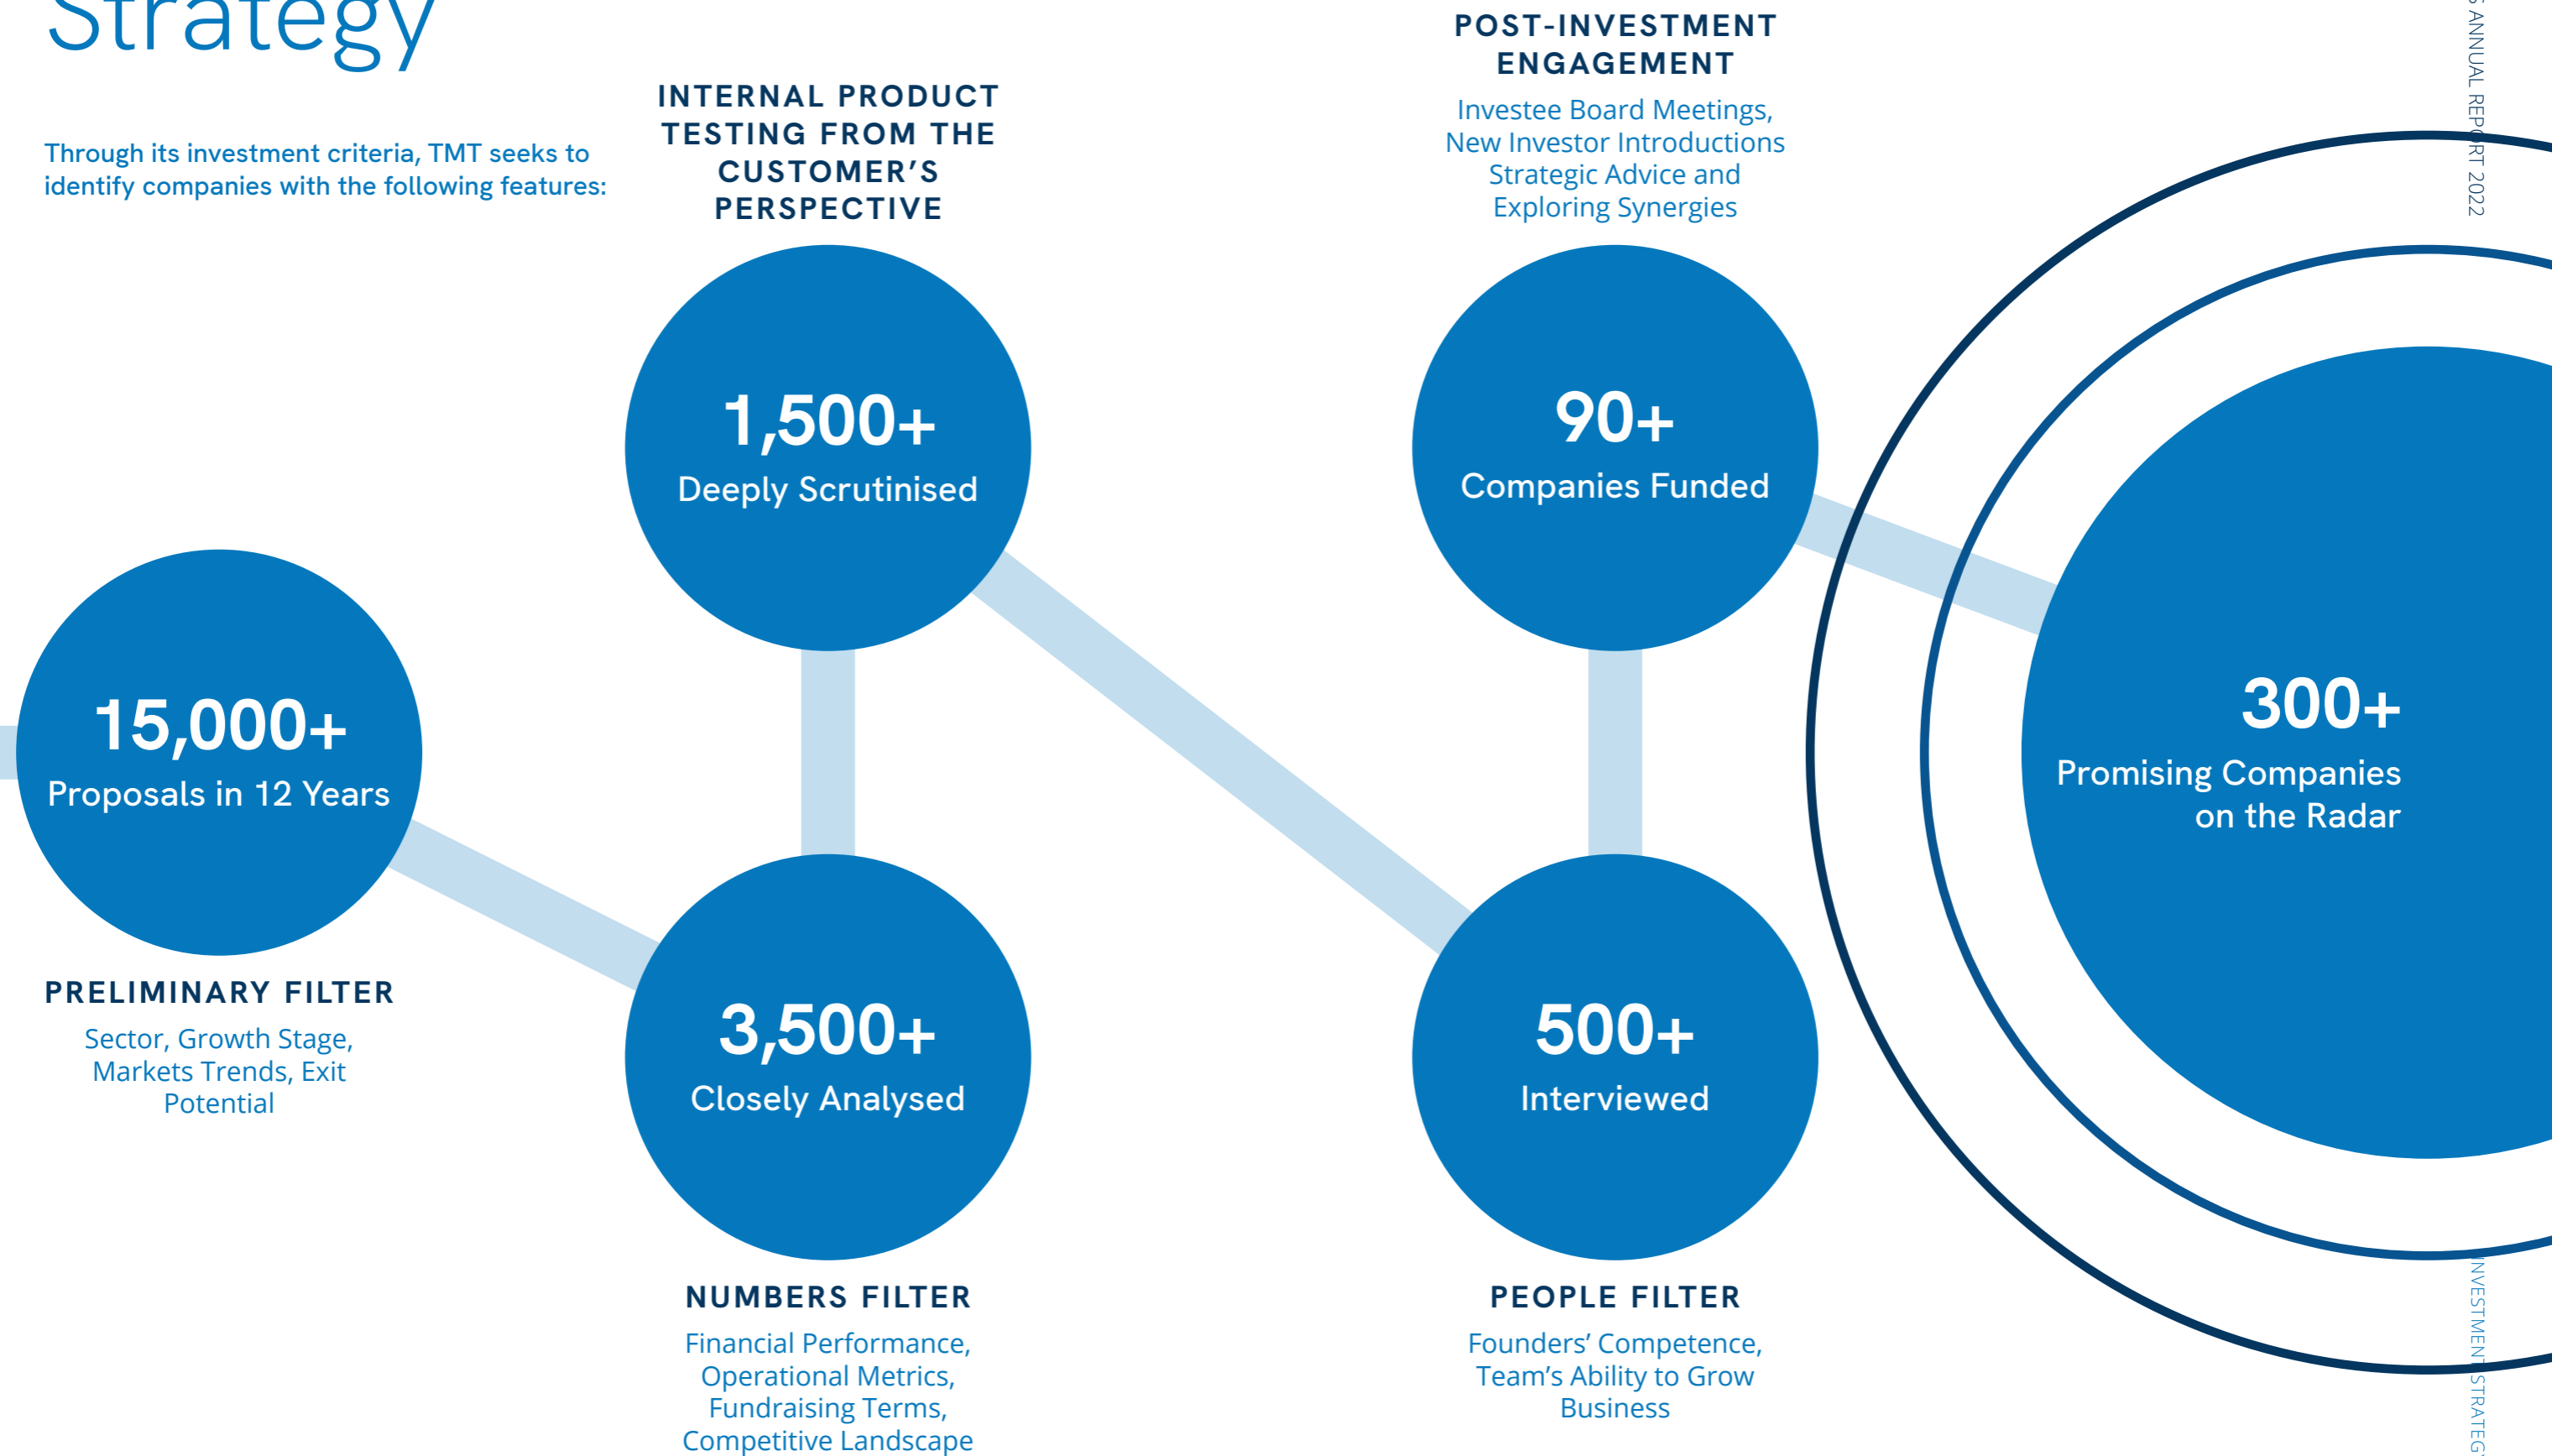 Strategy
Through its investment criteria, TMT seeks to
identify companies with the following features:
15,000+
Proposals in 12 Years
PRELIMINARY FILTER
Sector, Growth Stage,
Markets Trends, Exit
Potential
INTERNAL PRODUCT
TESTING FROM THE
CUSTOMER’S
PERSPECTIVE
1,500+
Deeply Scrutinised
3,500+
Closely Analysed
NUMBERS FILTER
Financial Performance,
Operational Metrics,
Fundraising Terms,
Competitive Landscape
POST-INVESTMENT
ENGAGEMENT
Investee Board Meetings,
New Investor Introductions
Strategic Advice and
Exploring Synergies
90+
Companies Funded
500+
Interviewed
PEOPLE FILTER
Founders’ Competence,
Team’s Ability to Grow
Business
300+
Promising Companies
on the Radar
ANNUAL REPORT 2022
INVESTMENT STRATEGY